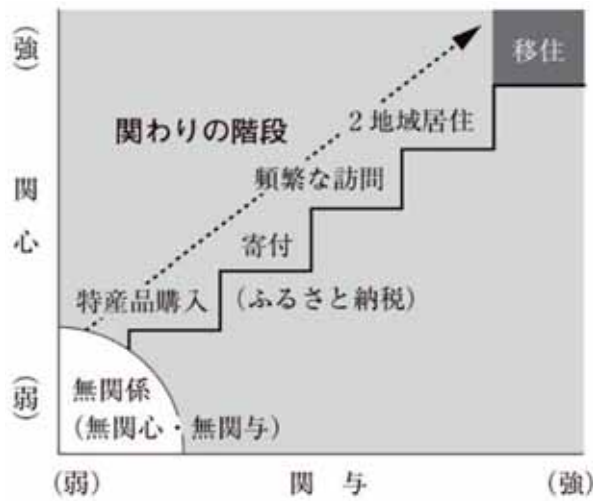 (強)
移住
2地域居住
関わりの階段
頻繁な訪問
関心
寄付
特産品購入
(ふるさと納税)
無関係
(無関心・無関与)
(弱)
(弱)
関与
(強)